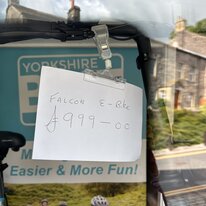 YORKSHIRE
FALCON E-Bike
£999-00
Easier & More Fun!